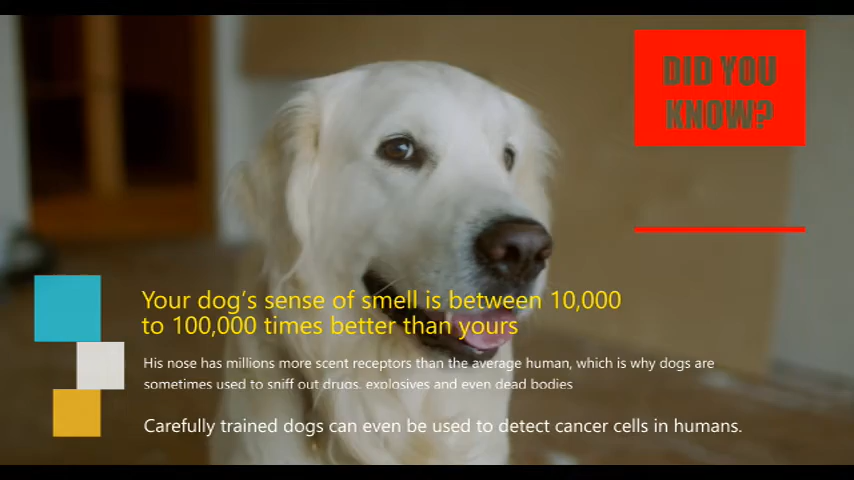 DID YOU
KNOW?
Your dog's sense of smell is between 10,000
to 100,000 times better than yours
His nose has millions more scent receptors than the average human, which is why dogs are
sometimes used to sniff out drugs, explosives and even dead bodies
Carefully trained dogs can even be used to detect cancer cells in humans.